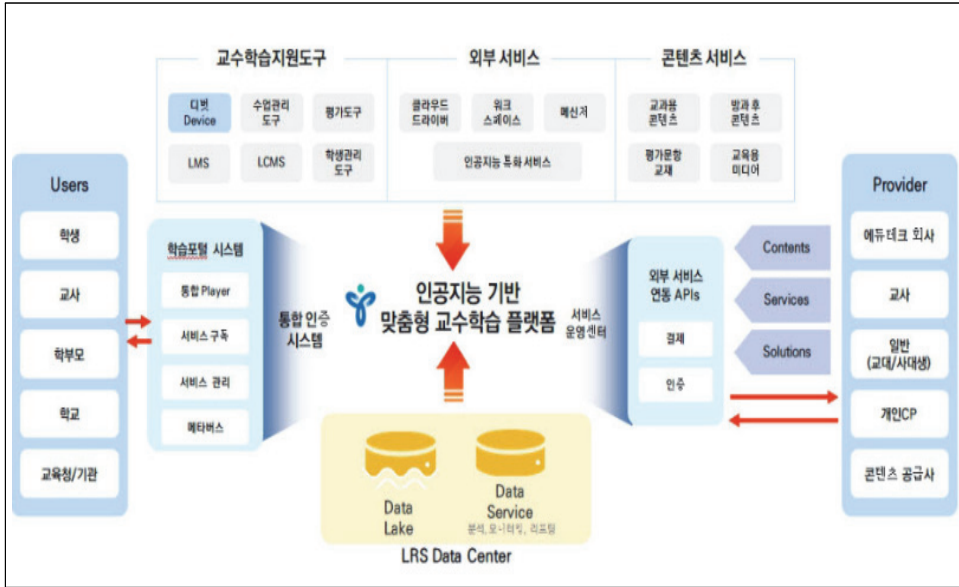 교수학습지원도구
디벗
Device
수업관리
도구
평가도구
LMS
LCMS
학생관리
도구
외부 서비스
클라우드
드라이버
워크
스페이스
메신저
인공지능 특화 서비스
콘텐츠 서비스
교과용
콘텐츠
방과 후
콘텐츠
평가문항
교재
교육용
미디어
Users
학생
교사
학부모
학교
교육청/기관
학습포털 시스템
통합 Player
서비스 구독
서비스 관리
메타버스
통합 인증
시스템
인공지능 기반
맞춤형 교수학습 플랫폼
서비스
운영센터
외부 서비스
연동 APIs
결제
인증
Contents
Services
Solutions
Provider
에듀테크 회사
교사
일반
(교대/사대생)
개인CP
콘텐츠 공급사
Data
Lake
Data
Service
분석, 모니터링, 리포팅
LRS Data Center